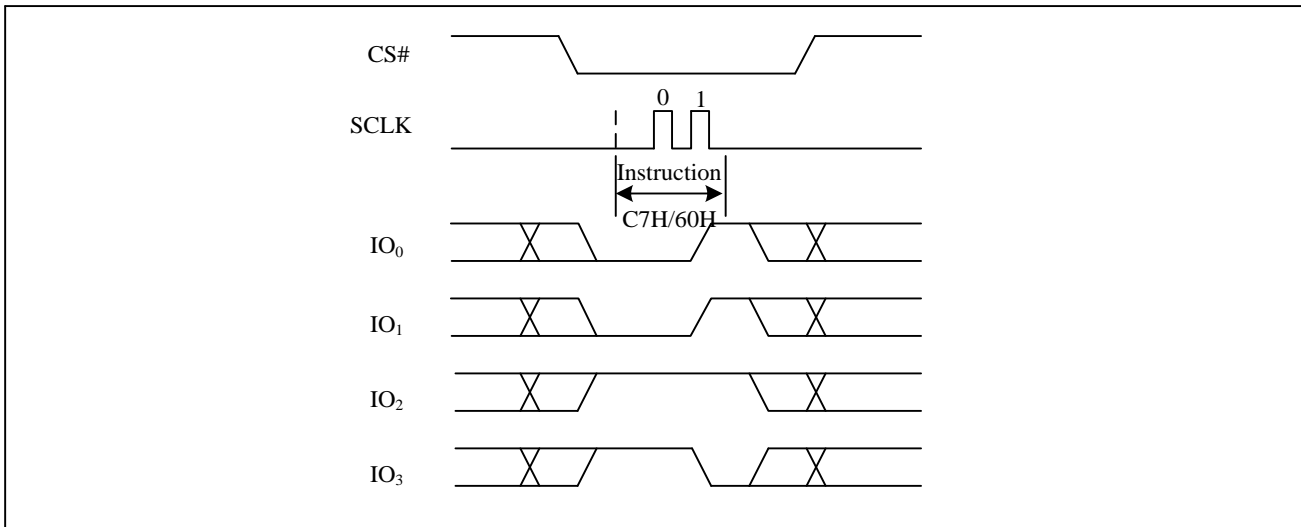 CS#
0 1
SCLK
Instruction
C7H/60H
IO₀
IO₁
IO₂
IO₃